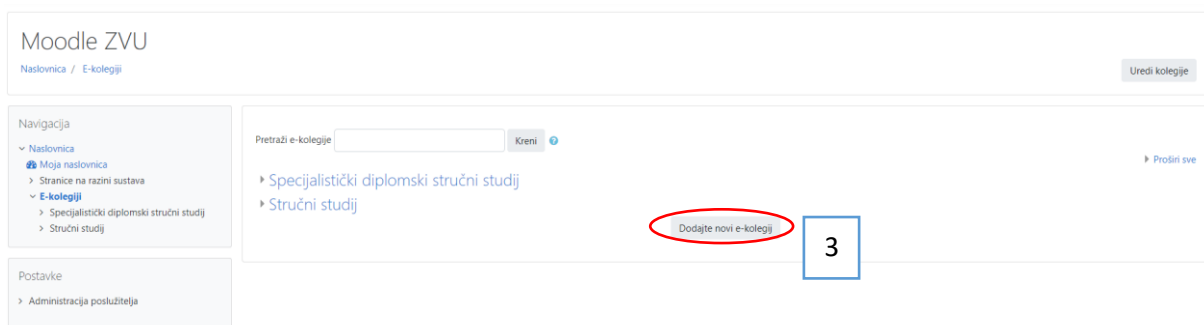 Moodle ZVU
Naslovnica / E-kolegiji
Uredi kolegije
Navigacija
Naslovnica
Moja naslovnica
Stranice na razini sustava
E-kolegiji
Specijalistički diplomski stručni studij
Stručni studij
Postavke
Administracija poslužitelja
Pretraži e-kolegije
Kreni
Proširi sve
Specijalistički diplomski stručni studij
Stručni studij
Dodajte novi e-kolegij
3